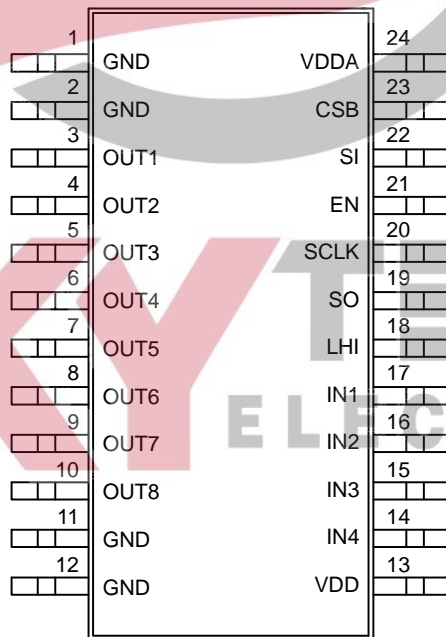 1 GND VDDA 24
2 GND CSB 23
3 OUT1 SI 22
4 OUT2 EN 21
5 OUT3 SCLK 20
6 OUT4 SO 19
7 OUT5 LHI 18
8 OUT6 IN1 17
9 OUT7 IN2 16
10 OUT8 IN3 15
11 GND IN4 14
12 GND VDD 13